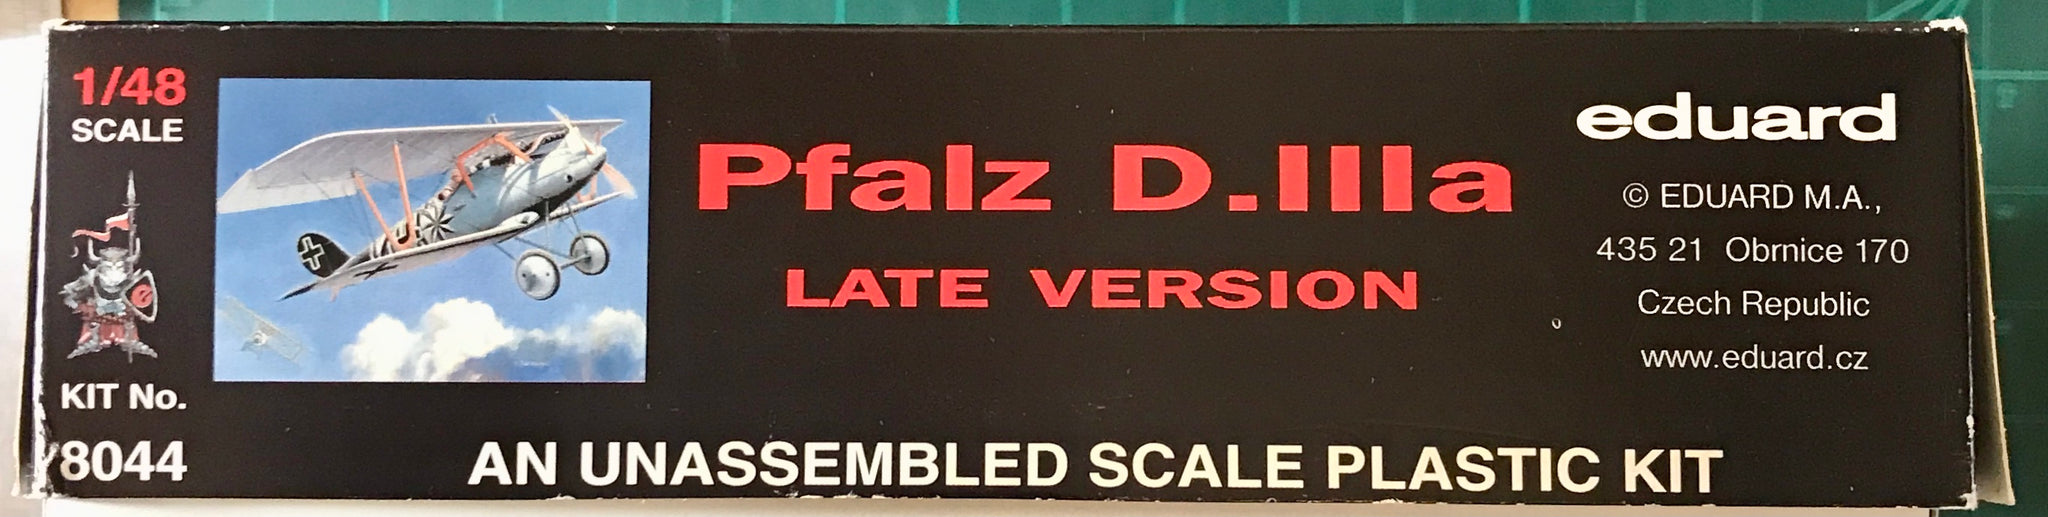 1/48
SCALE
KIT No.
8044
Pfalz D.IIIa
LATE VERSION
AN UNASSEMBLED SCALE PLASTIC KIT
eduard
© EDUARD M.A.,
435 21 Obrnice 170
Czech Republic
www.eduard.cz
e